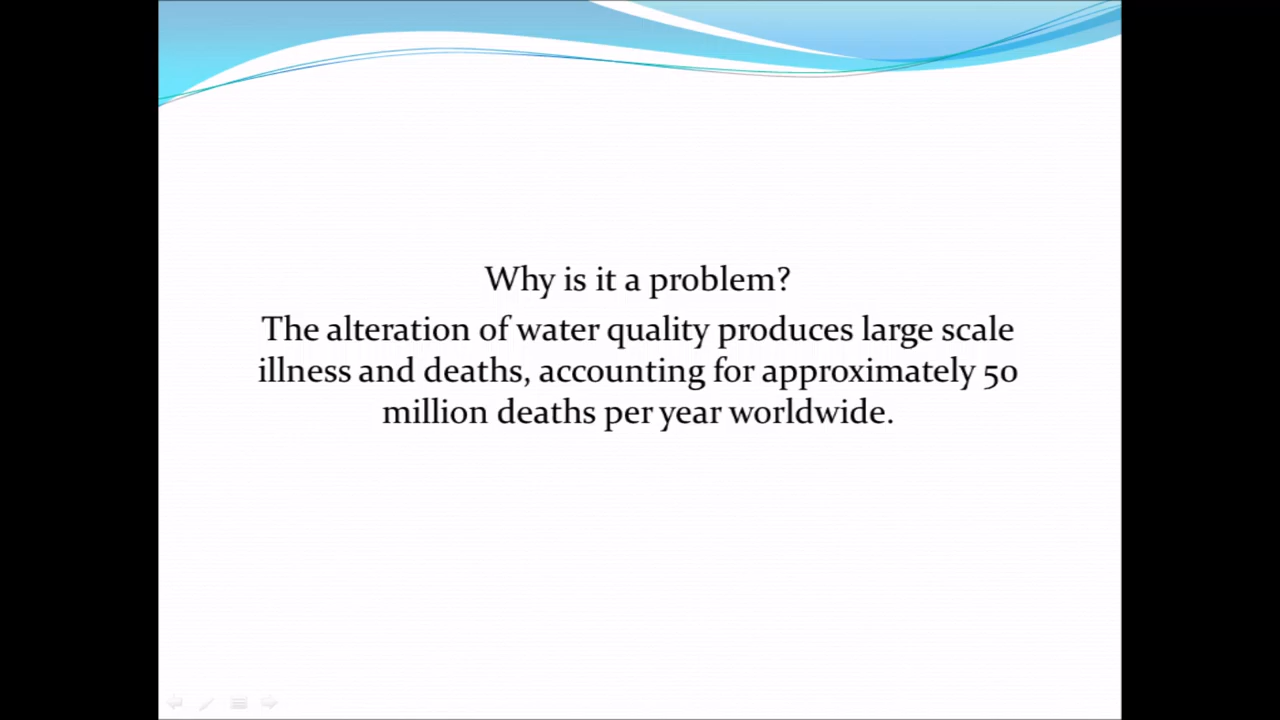 Why is it a problem?
The alteration of water quality produces large scale
illness and deaths, accounting for approximately 50
million deaths per year worldwide.